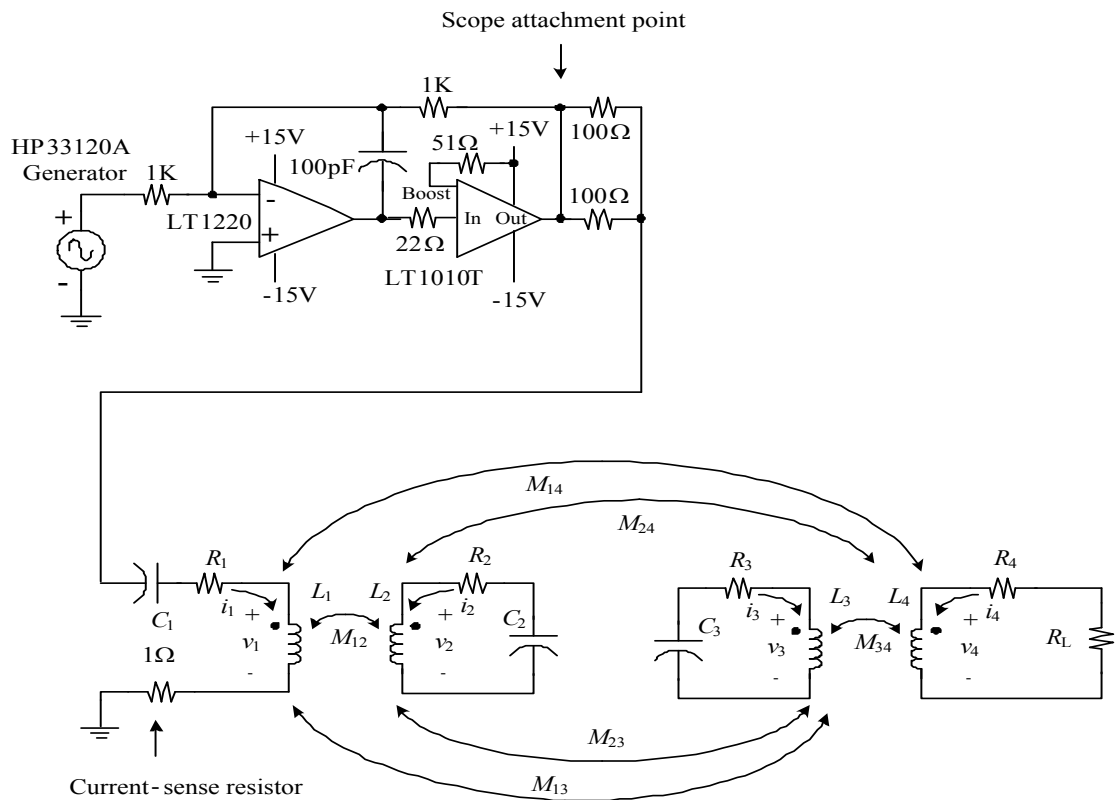 Scope attachment point
1K
+15V
51Ω
100Ω
HP33120A
Generator
+15V
100pF
1K
Boost
100Ω
+
-
LT1220
-
+
In
Out
22Ω
LT1010T
-15V
-15V
-
M14
M24
R1
R2
R3
R4
C1
i1
+
v1
-
L1
M12
L2
+
v2
-
i2
C2
C3
i3
+
v3
-
L3
M34
L4
+
v4
-
i4
RL
1Ω
M23
M13
Current-sense resistor